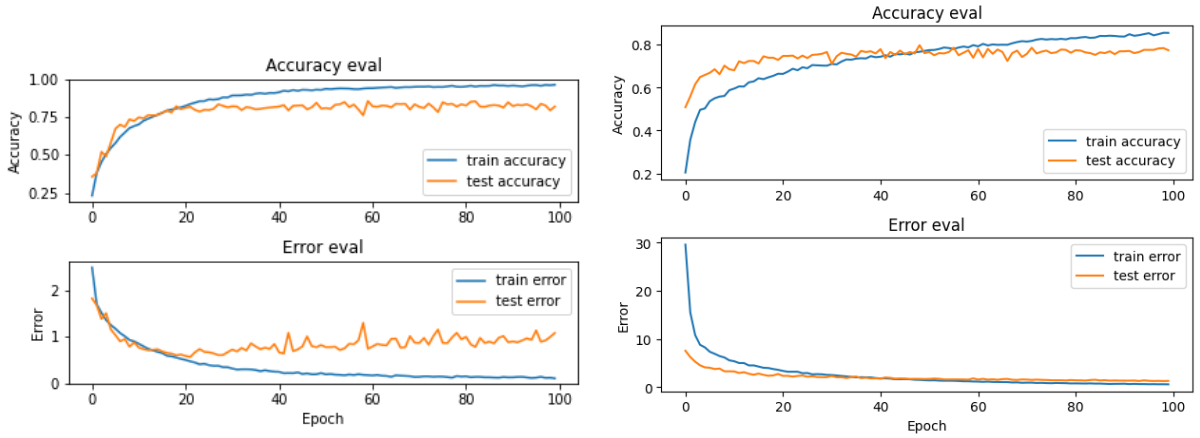 Accuracy eval
1.00
0.75
0.50
0.25
Accuracy
train accuracy
test accuracy
0 20 40 60 80 100
Error eval
2
1
0
Error
train error
test error
0 20 40 60 80 100
Epoch
Accuracy eval
0.8
0.6
0.4
0.2
Accuracy
train accuracy
test accuracy
0 20 40 60 80 100
Error eval
30
20
10
0
Error
train error
test error
0 20 40 60 80 100
Epoch